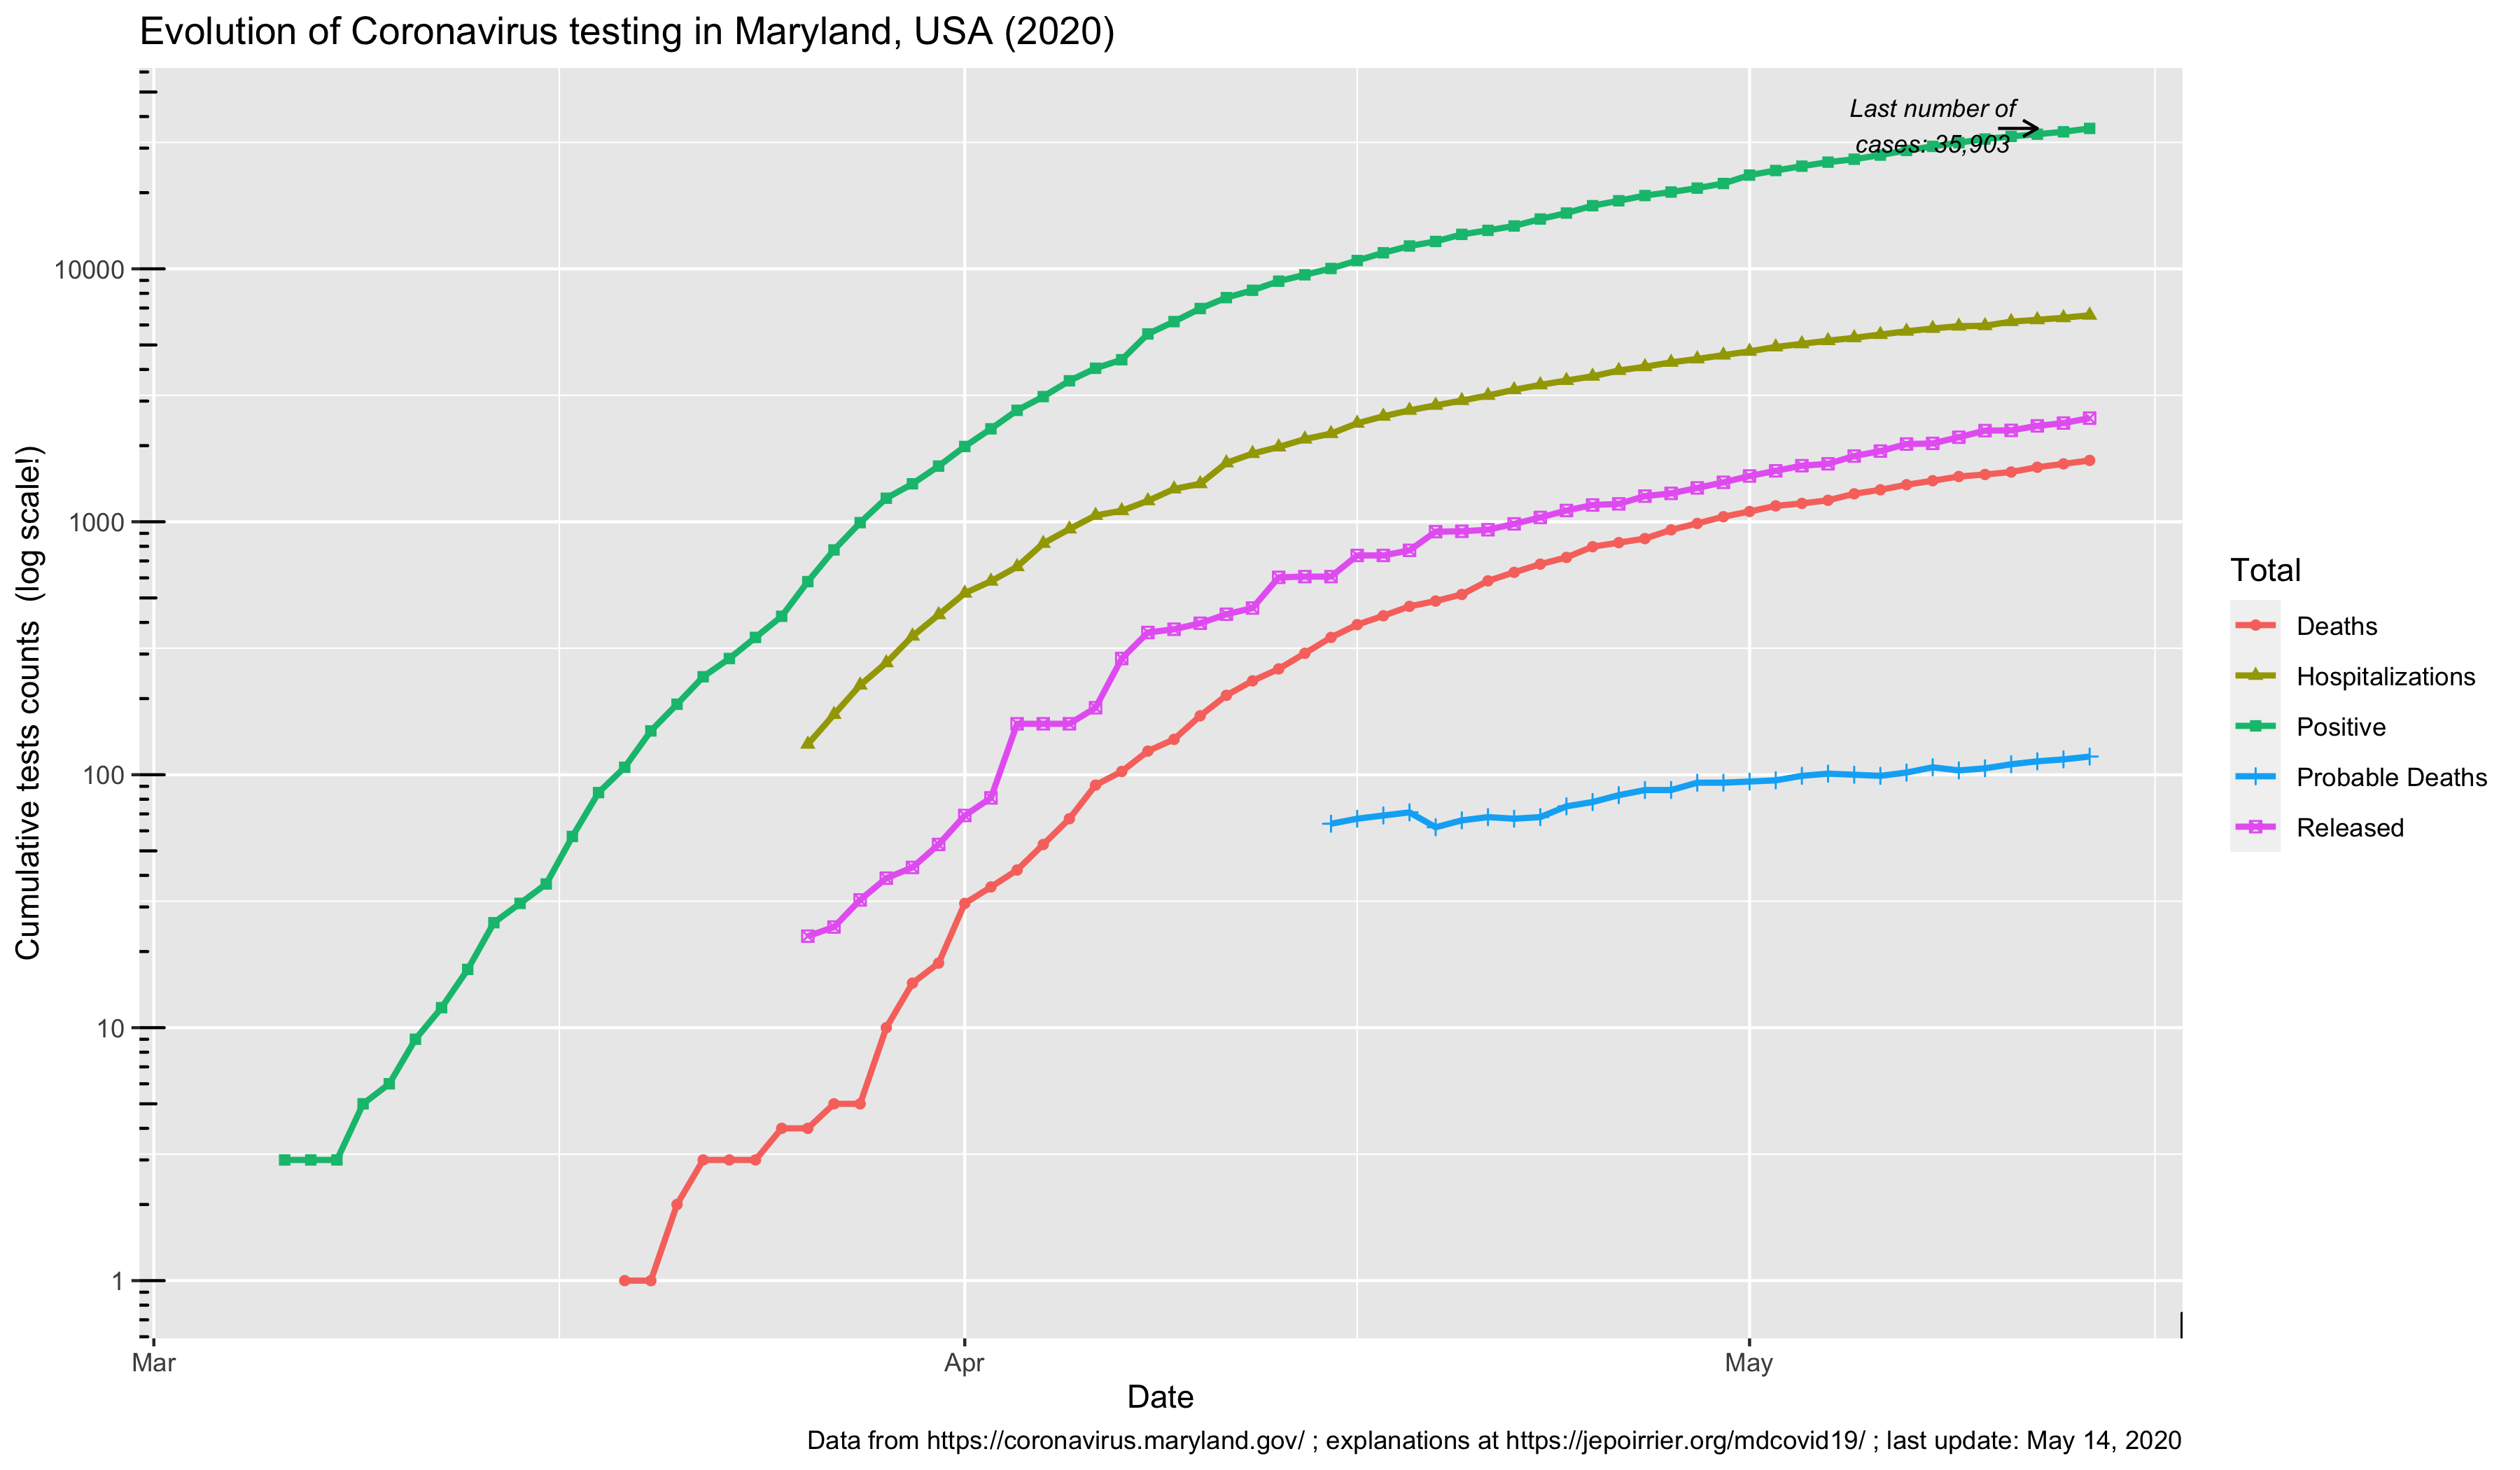 Evolution of Coronavirus testing in Maryland, USA (2020)
Last number of
cases: 35,903
10000
1000
100
10
1
Cumulative tests counts  (log scale!)
Mar
Apr
May
Date
Total
Deaths
Hospitalizations
Positive
Probable Deaths
Released
Data from https://coronavirus.maryland.gov/ ; explanations at https://jepoirrier.org/mdcovid19/ ; last update: May 14, 2020